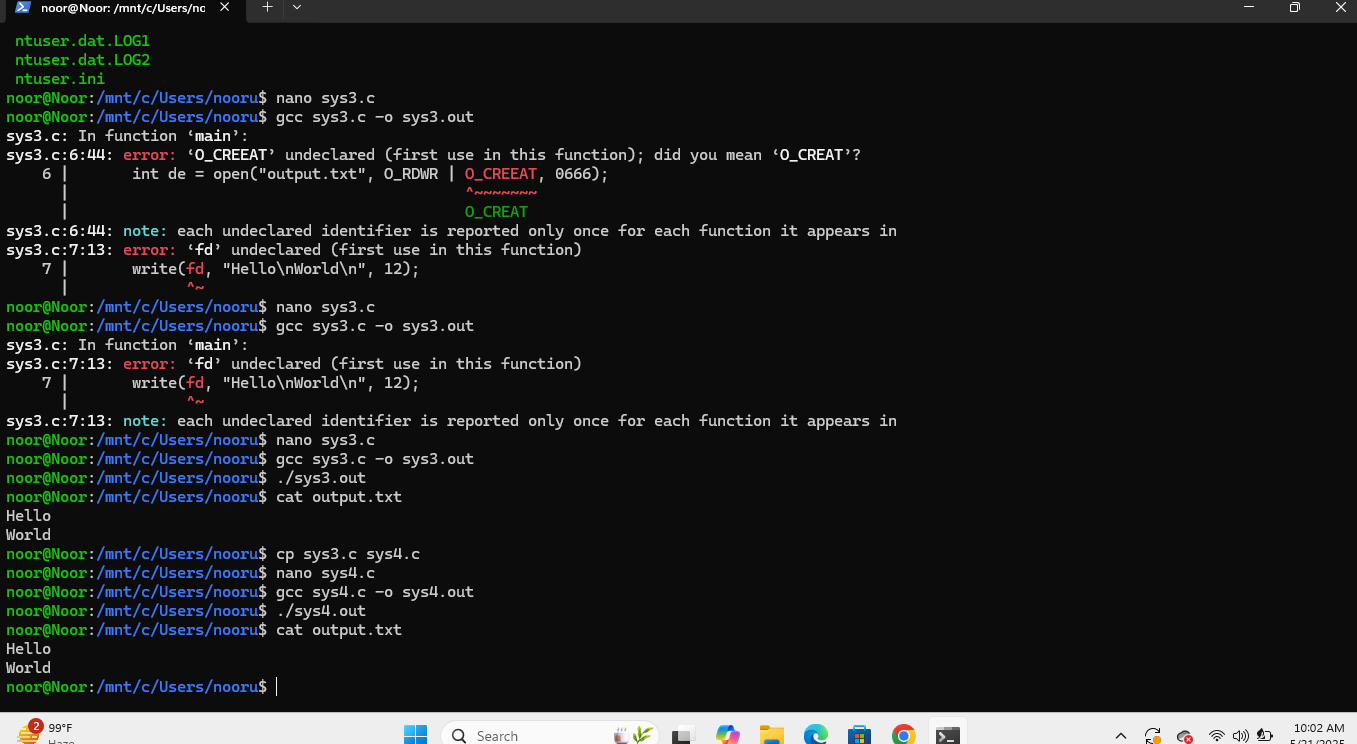 noor@Noor: /mnt/c/Users/no
ntuser.dat.LOG1
ntuser.dat.LOG2
ntuser.ini
noor@Noor:/mnt/c/Users/nooru$ nano sys3.c
noor@Noor:/mnt/c/Users/nooru$ gcc sys3.c -o sys3.out
sys3.c: In function ‘main’:
sys3.c:6:44: error: ‘O_CREEAT’ undeclared (first use in this function); did you mean ‘O_CREAT’?
    6 |       int de = open("output.txt", O_RDWR | O_CREEAT, 0666);
      |                                            ^~~~~~~~
      |                                            O_CREAT
sys3.c:6:44: note: each undeclared identifier is reported only once for each function it appears in
sys3.c:7:13: error: ‘fd’ undeclared (first use in this function)
    7 |       write(fd, "Hello\nWorld\n", 12);
      |             ^~
noor@Noor:/mnt/c/Users/nooru$ nano sys3.c
noor@Noor:/mnt/c/Users/nooru$ gcc sys3.c -o sys3.out
sys3.c: In function ‘main’:
sys3.c:7:13: error: ‘fd’ undeclared (first use in this function)
    7 |       write(fd, "Hello\nWorld\n", 12);
      |             ^~
sys3.c:7:13: note: each undeclared identifier is reported only once for each function it appears in
noor@Noor:/mnt/c/Users/nooru$ nano sys3.c
noor@Noor:/mnt/c/Users/nooru$ gcc sys3.c -o sys3.out
noor@Noor:/mnt/c/Users/nooru$ ./sys3.out
noor@Noor:/mnt/c/Users/nooru$ cat output.txt
Hello
World
noor@Noor:/mnt/c/Users/nooru$ cp sys3.c sys4.c
noor@Noor:/mnt/c/Users/nooru$ nano sys4.c
noor@Noor:/mnt/c/Users/nooru$ gcc sys4.c -o sys4.out
noor@Noor:/mnt/c/Users/nooru$ ./sys4.out
noor@Noor:/mnt/c/Users/nooru$ cat output.txt
Hello
World
noor@Noor:/mnt/c/Users/nooru$
2
99°F
Haze
Search
10:02 AM
5/21/2025